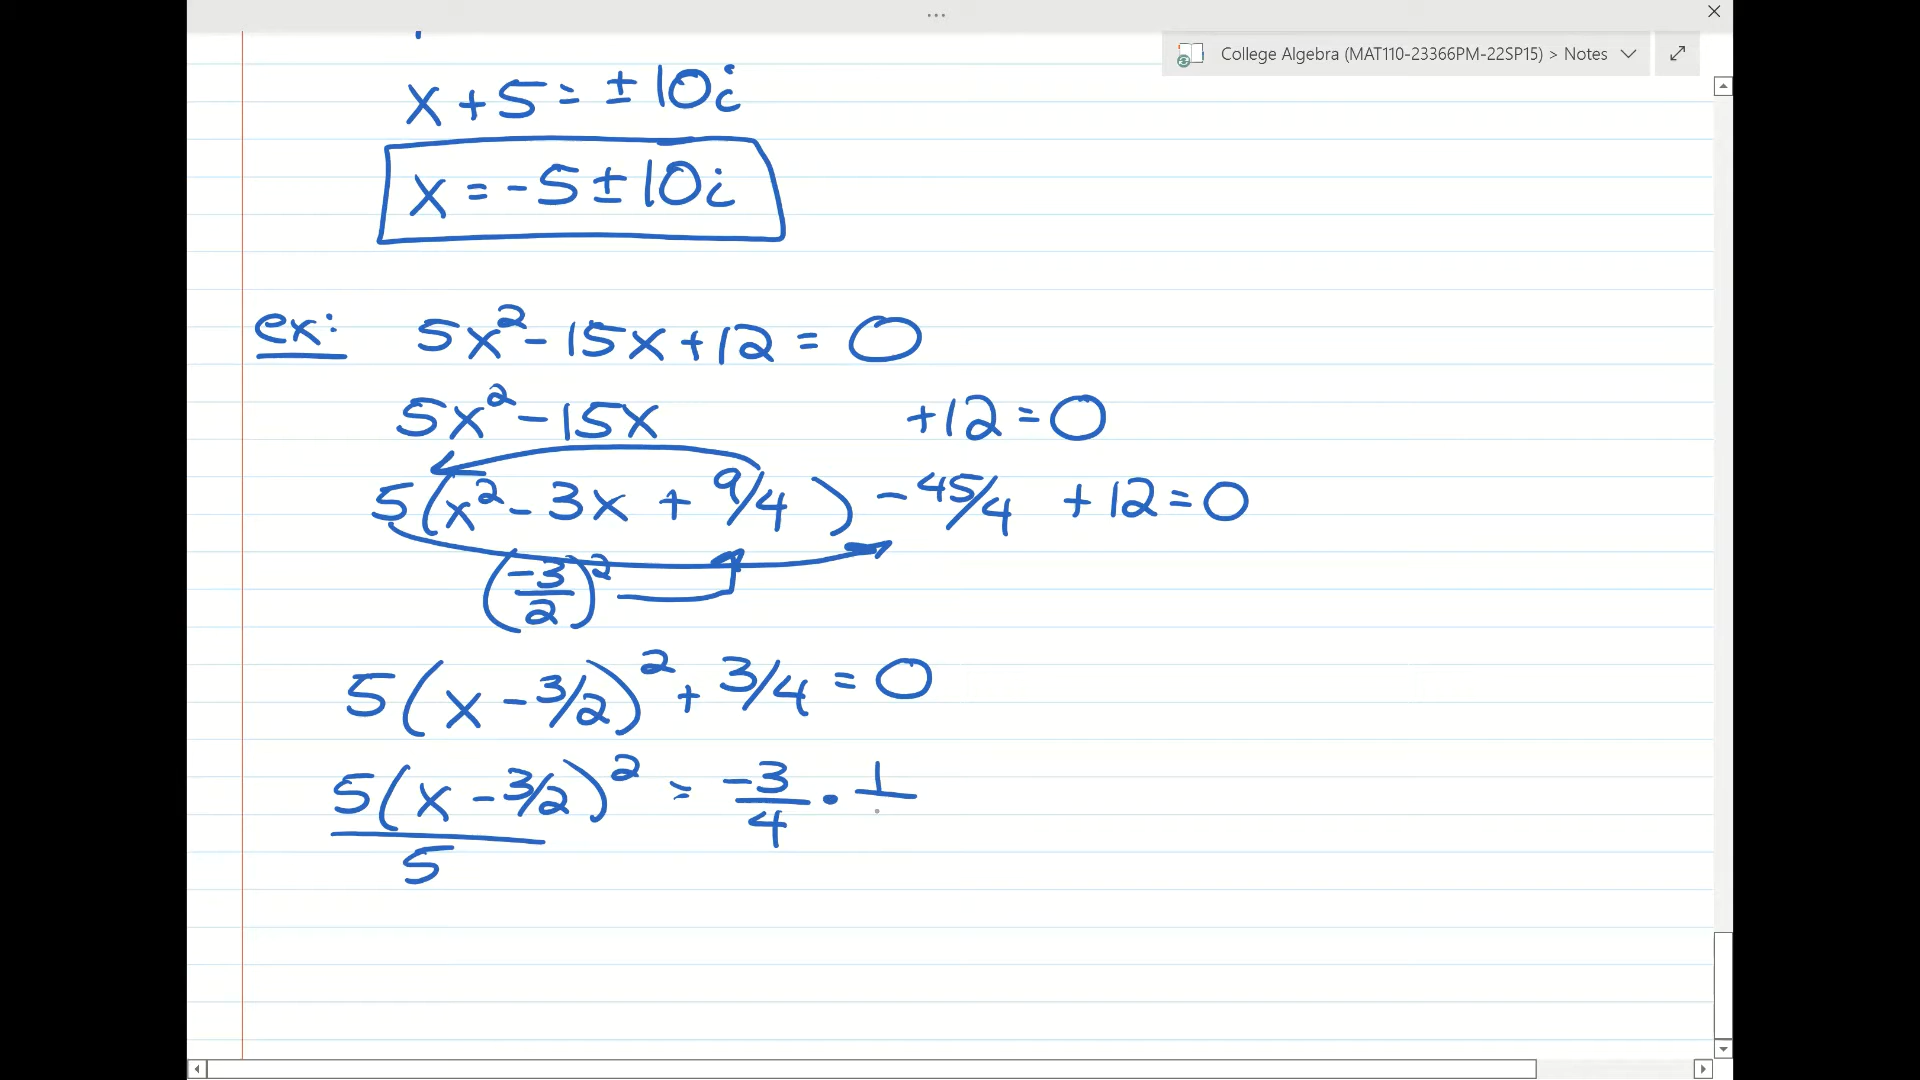 ...
College Algebra (MAT110-23366PM-22SP15) > Notes
x + 5 = ± 10i
x = -5 ± 10i
ex: 5x² - 15x + 12 = 0
5x² - 15x + 12 = 0
5(x² - 3x + 9/4) - 45/4 + 12 = 0
(-3/2)²
5(x - 3/2)² + 3/4 = 0
5(x - 3/2)² / 5 = -3/4 · 1/